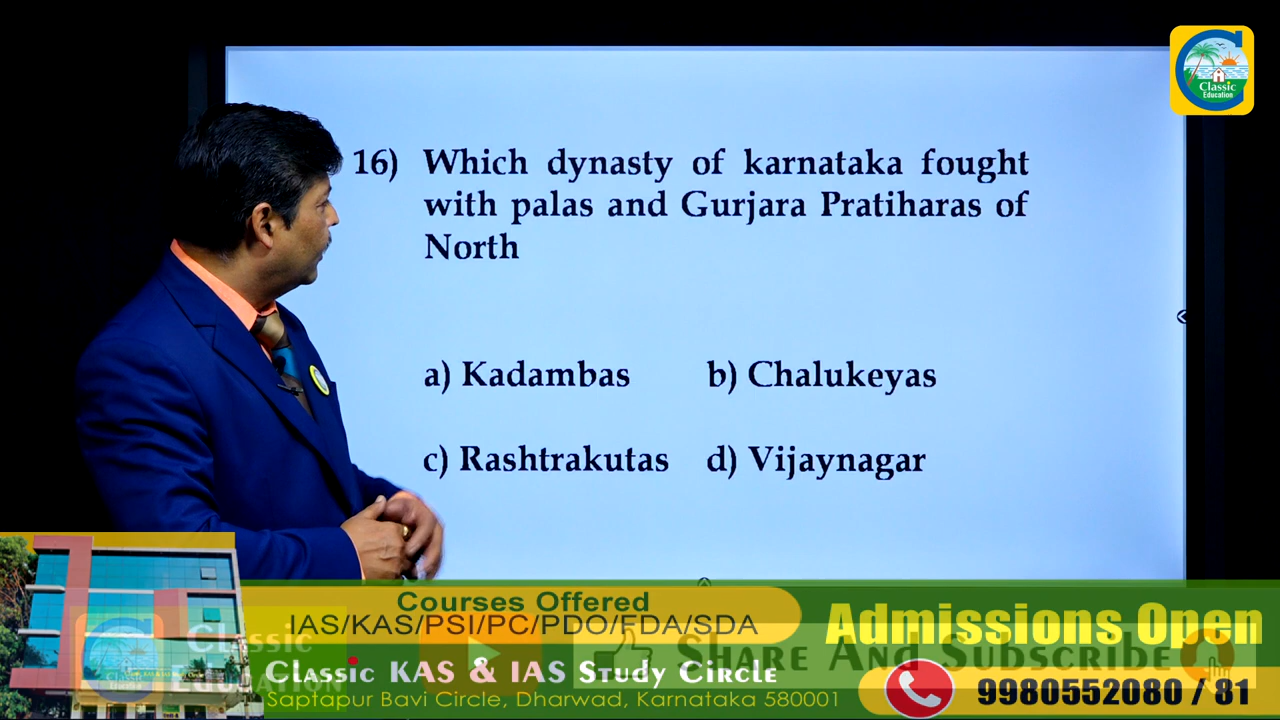 Classic
Education
16) Which dynasty of karnataka fought
with palas and Gurjara Pratiharas of
North
a) Kadambas b) Chalukeyas
c) Rashtrakutas d) Vijaynagar
Courses Offered
IAS/KAS/PSI/PC/PDO/FDA/SDA
Admissions Open
Classic
Education
Share And Subscribe
Classic KAS & IAS Study Circle
Saptapur Bavi Circle, Dharwad, Karnataka 580001
9980552080 / 81